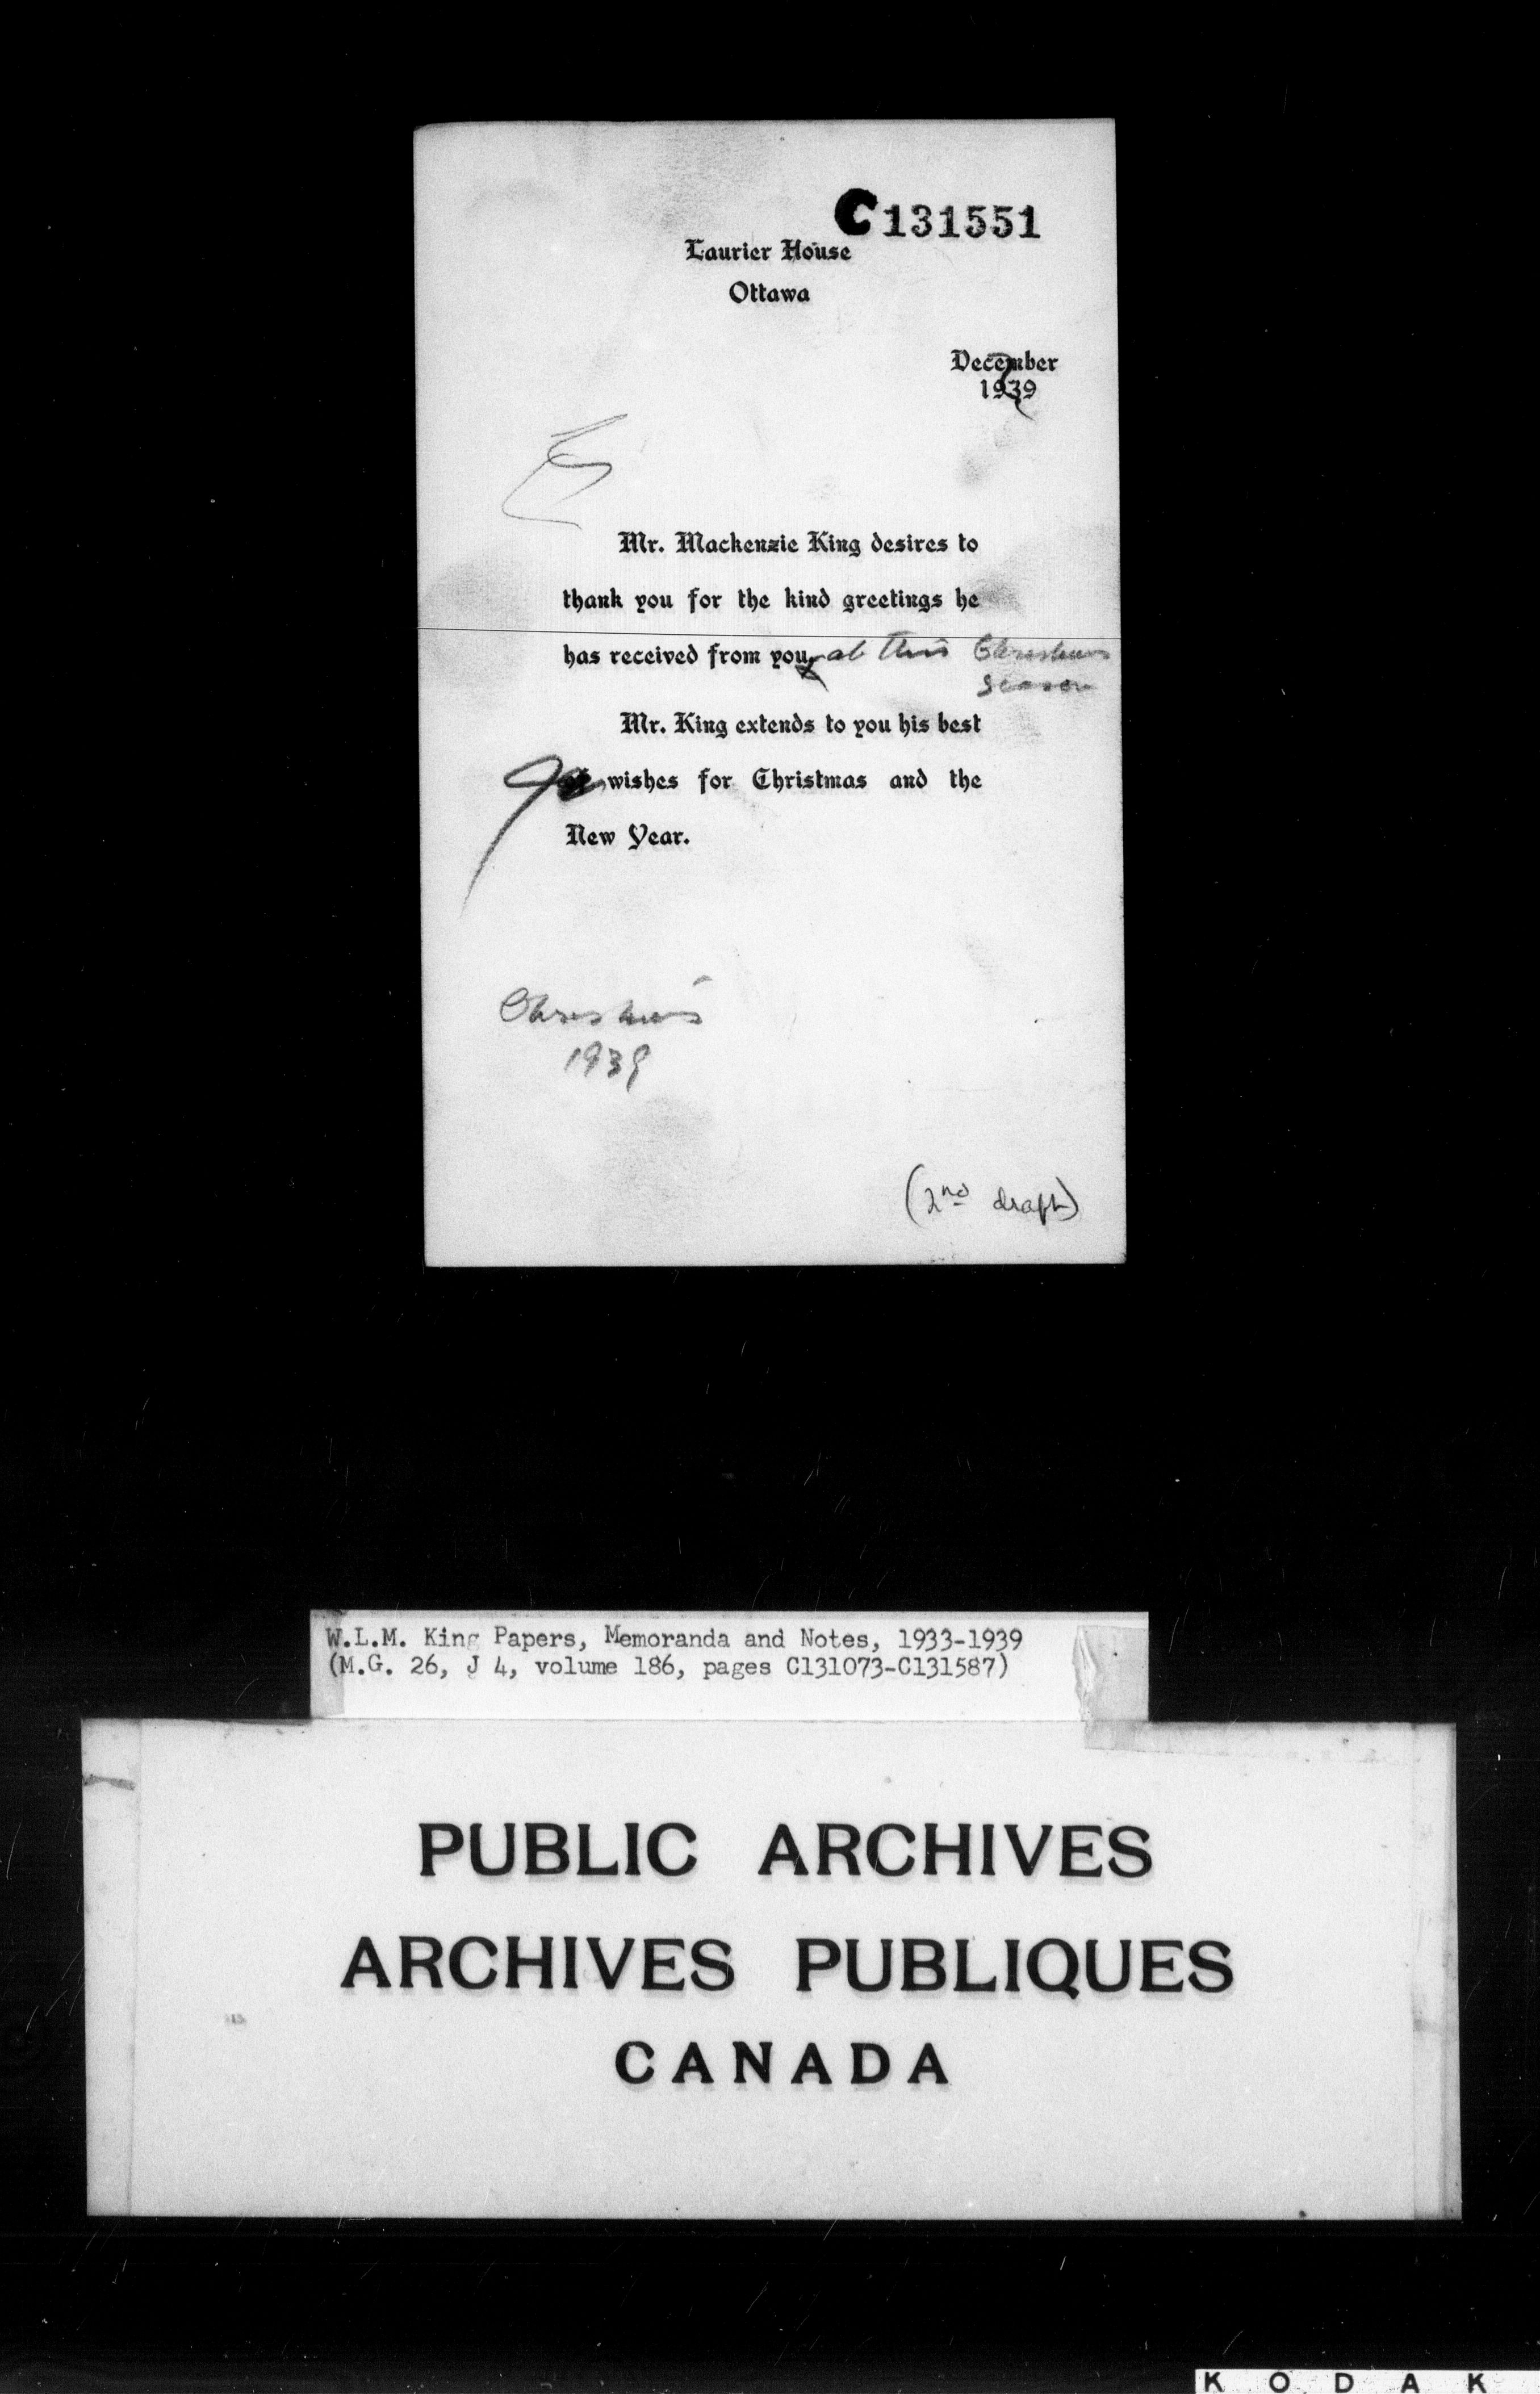 C131551
Laurier House
Ottawa
December
1939
Mr. Mackenzie King desires to
thank you for the kind greetings he
has received from you, at this Christmas
season
Mr. King extends to you his best
wishes for Christmas and the
New Year.
Christmas
1939
(2nd draft)
W.L.M. King Papers, Memoranda and Notes, 1933-1939
(M.G. 26, J 4, volume 186, pages C131073-C131587)
PUBLIC ARCHIVES
ARCHIVES PUBLIQUES
CANADA
KODAK